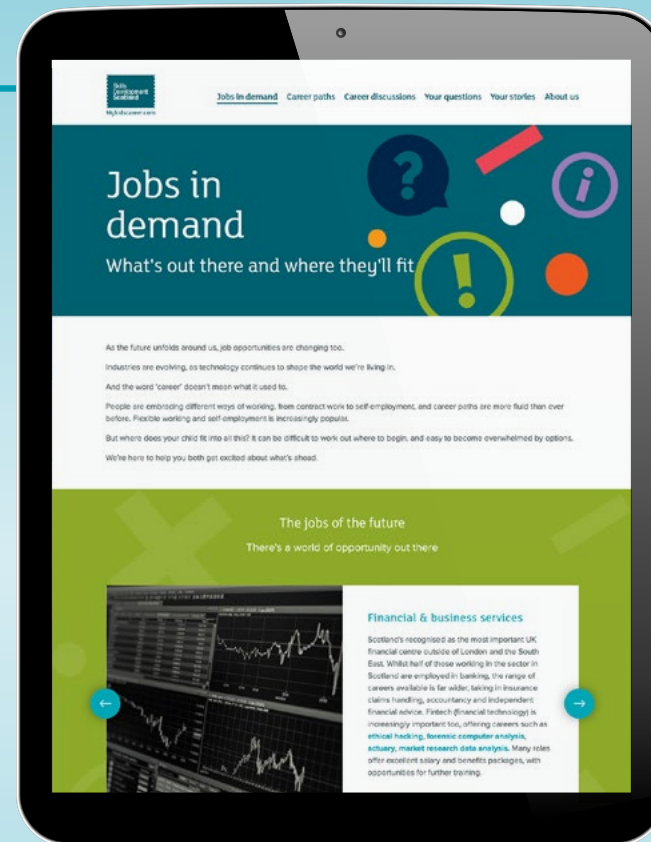 Skills
Development
Scotland
Mykidscareer.com
Jobs in demand Career paths Career discussions Your questions Your stories About us
Jobs in
demand
What's out there and where they'll fit
As the future unfolds around us, job opportunities are changing too.
Industries are evolving, as technology continues to shape the world we're living in.
And the word 'career' doesn't mean what it used to.
People are embracing different ways of working, from contract work to self-employment, and career paths are more fluid than ever
before. Flexible working and self-employment is increasingly popular.
But where does your child fit into all this? It can be difficult to work out where to begin, and easy to become overwhelmed by options.
We're here to help you both get excited about what's ahead.
The jobs of the future
There's a world of opportunity out there
Financial & business services
Scotland's recognised as the most important UK
financial centre outside of London and the South
East. Whilst half of those working in the sector in
Scotland are employed in banking, the range of
careers available is far wider, taking in insurance
claims handling, accountancy and independent
financial advice. Fintech (financial technology) is
increasingly important too, offering careers such as
ethical hacking, forensic computer analysis,
actuary, market research data analysis. Many roles
offer excellent salary and benefits packages, with
opportunities for further training.